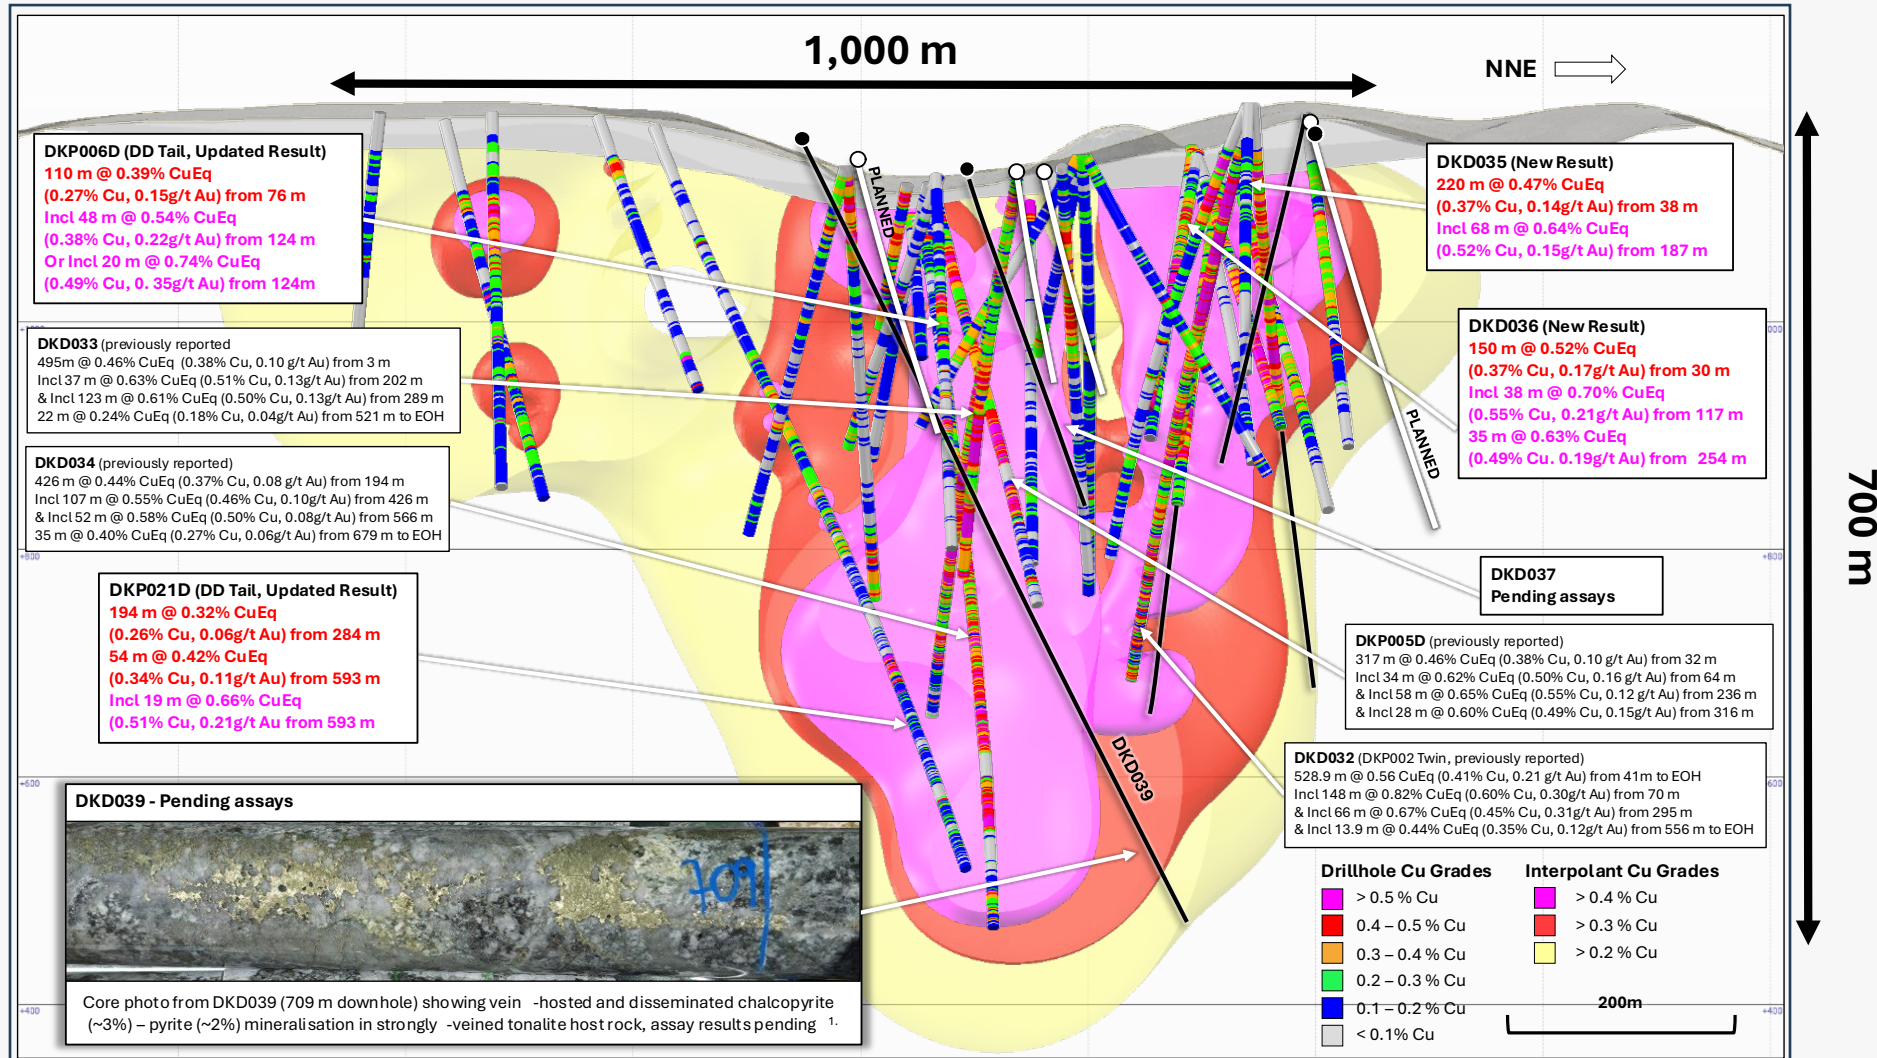 1,000 m
NNE
700 m
DKP006D (DD Tail, Updated Result)
110 m @ 0.39% CuEq
(0.27% Cu, 0.15g/t Au) from 76 m
Incl 48 m @ 0.54% CuEq
(0.38% Cu, 0.22g/t Au) from 124 m
Or Incl 20 m @ 0.74% CuEq
(0.49% Cu, 0. 35g/t Au) from 124m
DKD033 (previously reported
495m @ 0.46% CuEq (0.38% Cu, 0.10 g/t Au) from 3 m
Incl 37 m @ 0.63% CuEq (0.51% Cu, 0.13g/t Au) from 202 m
& Incl 123 m @ 0.61% CuEq (0.50% Cu, 0.13g/t Au) from 289 m
22 m @ 0.24% CuEq (0.18% Cu, 0.04g/t Au) from 521 m to EOH
DKD034 (previously reported)
426 m @ 0.44% CuEq (0.37% Cu, 0.08 g/t Au) from 194 m
Incl 107 m @ 0.55% CuEq (0.46% Cu, 0.10g/t Au) from 426 m
& Incl 52 m @ 0.58% CuEq (0.50% Cu, 0.08g/t Au) from 566 m
35 m @ 0.40% CuEq (0.27% Cu, 0.06g/t Au) from 679 m to EOH
+800
DKP021D (DD Tail, Updated Result)
194 m @ 0.32% CuEq
(0.26% Cu, 0.06g/t Au) from 284 m
54 m @ 0.42% CuEq
(0.34% Cu, 0.11g/t Au) from 593 m
Incl 19 m @ 0.66% CuEq
(0.51% Cu, 0.21g/t Au from 593 m
+600
DKD039 - Pending assays
709
Core photo from DKD039 (709 m downhole) showing vein -hosted and disseminated chalcopyrite
(~3%) – pyrite (~2%) mineralisation in strongly -veined tonalite host rock, assay results pending 1.
+400
PLANNED
DKD039
PLANNED
DKD035 (New Result)
220 m @ 0.47% CuEq
(0.37% Cu, 0.14g/t Au) from 38 m
Incl 68 m @ 0.64% CuEq
(0.52% Cu, 0.15g/t Au) from 187 m
DKD036 (New Result)
150 m @ 0.52% CuEq
(0.37% Cu, 0.17g/t Au) from 30 m
Incl 38 m @ 0.70% CuEq
(0.55% Cu, 0.21g/t Au) from 117 m
35 m @ 0.63% CuEq
(0.49% Cu. 0.19g/t Au) from 254 m
+800
DKD037
Pending assays
DKP005D (previously reported)
317 m @ 0.46% CuEq (0.38% Cu, 0.10 g/t Au) from 32 m
Incl 34 m @ 0.62% CuEq (0.50% Cu, 0.16 g/t Au) from 64 m
& Incl 58 m @ 0.65% CuEq (0.55% Cu, 0.12 g/t Au) from 236 m
& Incl 28 m @ 0.60% CuEq (0.49% Cu, 0.15g/t Au) from 316 m
DKD032 (DKP002 Twin, previously reported)
528.9 m @ 0.56 CuEq (0.41% Cu, 0.21 g/t Au) from 41m to EOH
Incl 148 m @ 0.82% CuEq (0.60% Cu, 0.30g/t Au) from 70 m
& Incl 66 m @ 0.67% CuEq (0.45% Cu, 0.31g/t Au) from 295 m
& Incl 13.9 m @ 0.44% CuEq (0.35% Cu, 0.12g/t Au) from 556 m to EOH
Drillhole Cu Grades
> 0.5 % Cu
0.4 – 0.5 % Cu
0.3 – 0.4 % Cu
0.2 – 0.3 % Cu
0.1 – 0.2 % Cu
< 0.1% Cu
Interpolant Cu Grades
> 0.4 % Cu
> 0.3 % Cu
> 0.2 % Cu
200m
+400